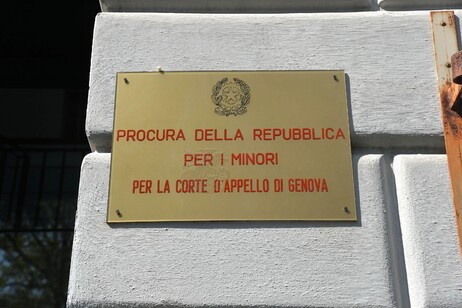 PROCURA DELLA REPUBBLICA
PER I MINORI
PER LA CORTE D'APPELLO DI GENOVA